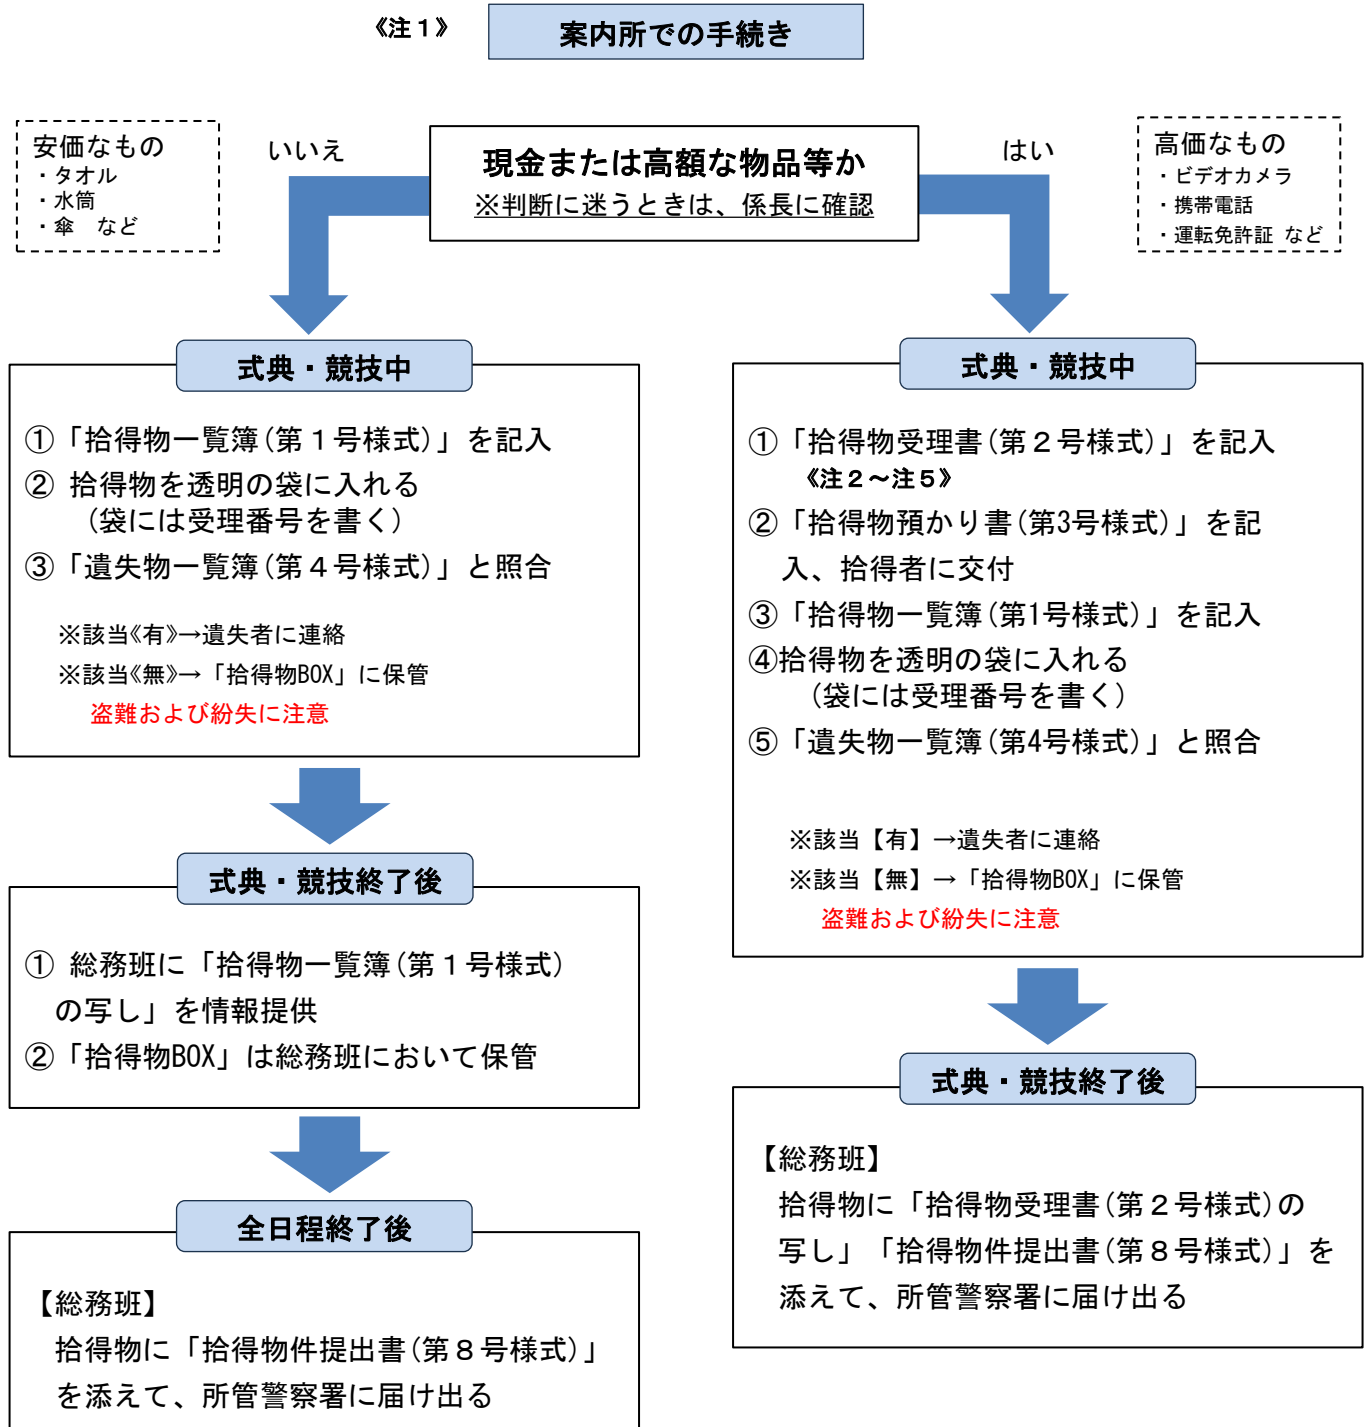 《注１》
案内所での手続き
安価なもの
・タオル
・水筒
・傘　など
いいえ
現金または高額な物品等か
※判断に迷うときは、係長に確認
はい
高価なもの
・ビデオカメラ
・携帯電話
・運転免許証 など
式典・競技中
①「拾得物一覧簿(第１号様式)」を記入
② 拾得物を透明の袋に入れる
(袋には受理番号を書く)
③「遺失物一覧簿(第４号様式)」と照合
※該当《有》→遺失者に連絡
※該当《無》→「拾得物BOX」に保管
盗難および紛失に注意
式典・競技終了後
① 総務班に「拾得物一覧簿(第１号様式)
の写し」を情報提供
②「拾得物BOX」は総務班において保管
全日程終了後
【総務班】
拾得物に「拾得物件提出書(第８号様式)」
を添えて、所管警察署に届け出る
式典・競技中
①「拾得物受理書(第２号様式)」を記入
《注２～注５》
②「拾得物預かり書(第3号様式)」を記
入、拾得者に交付
③「拾得物一覧簿(第1号様式)」を記入
④拾得物を透明の袋に入れる
(袋には受理番号を書く)
⑤「遺失物一覧簿(第4号様式)」と照合
※該当【有】→遺失者に連絡
※該当【無】→「拾得物BOX」に保管
盗難および紛失に注意
式典・競技終了後
【総務班】
拾得物に「拾得物受理書(第２号様式)の
写し」「拾得物件提出書(第８号様式)」を
添えて、所管警察署に届け出る